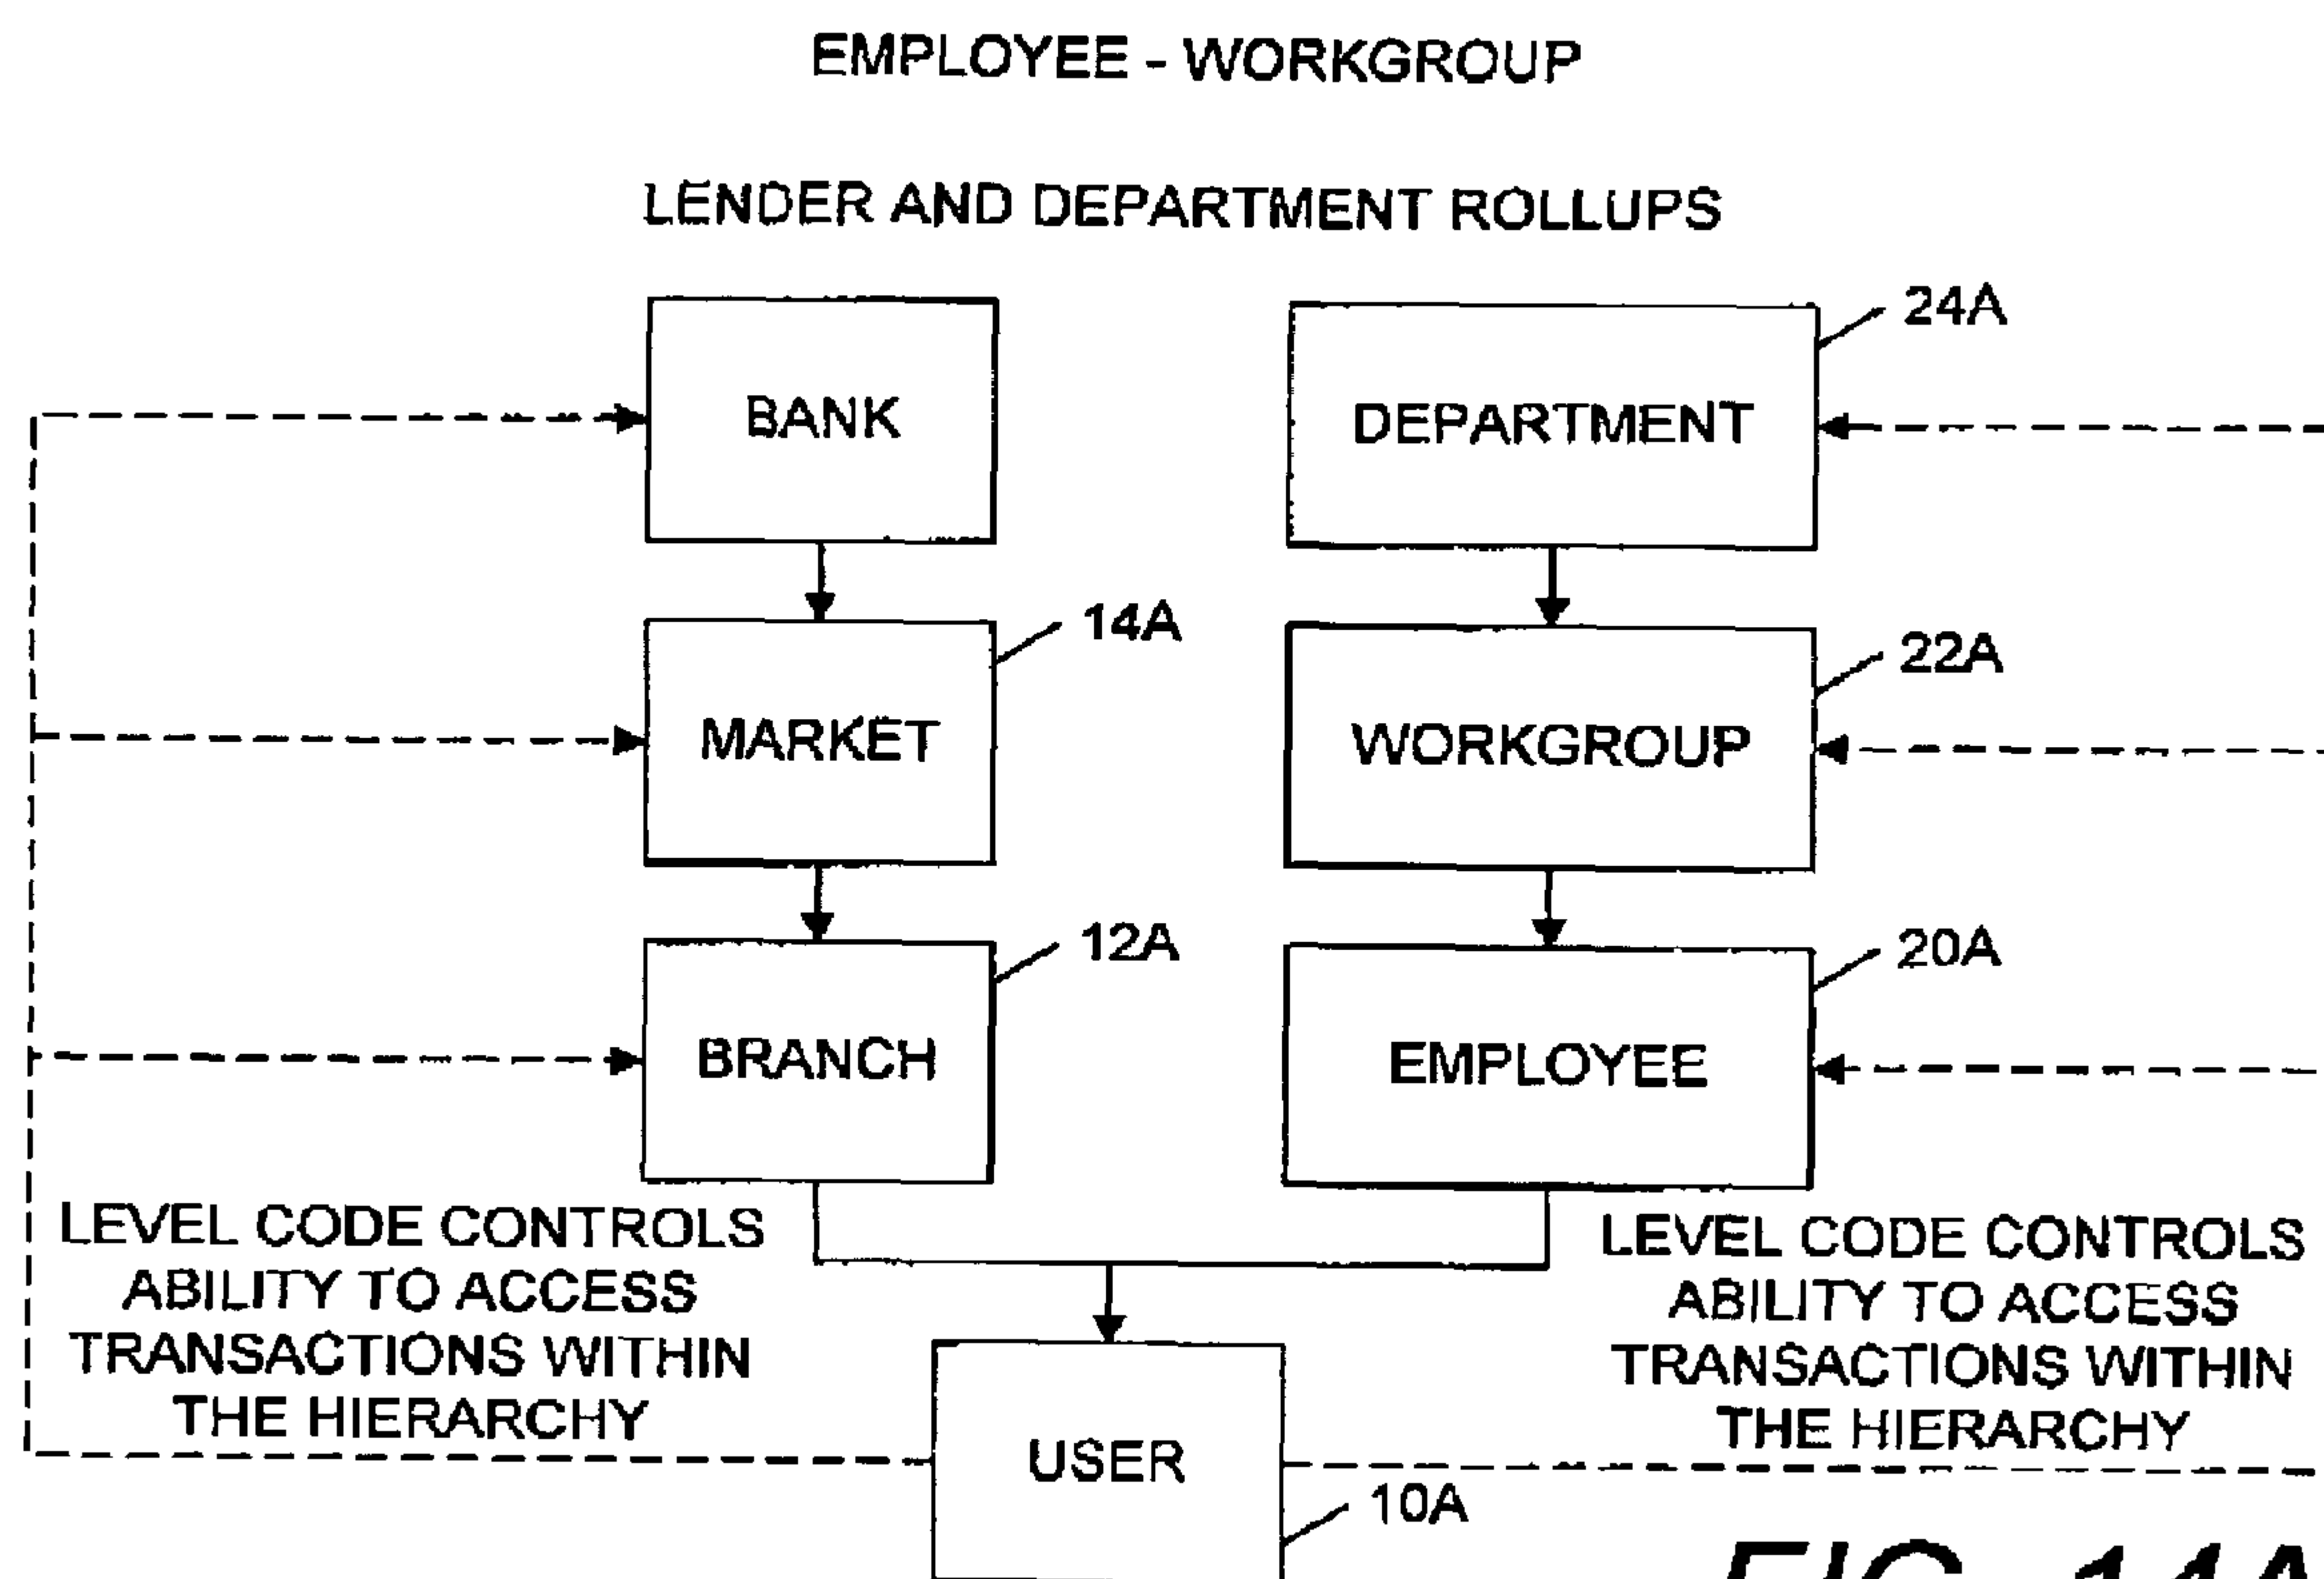 EMPLOYEE - WORKGROUP
LENDER AND DEPARTMENT ROLLUPS
BANK
DEPARTMENT
24A
MARKET
14A
WORKGROUP
22A
BRANCH
12A
EMPLOYEE
20A
LEVEL CODE CONTROLS
ABILITY TO ACCESS
TRANSACTIONS WITHIN
THE HIERARCHY
LEVEL CODE CONTROLS
ABILITY TO ACCESS
TRANSACTIONS WITHIN
THE HIERARCHY
USER
10A